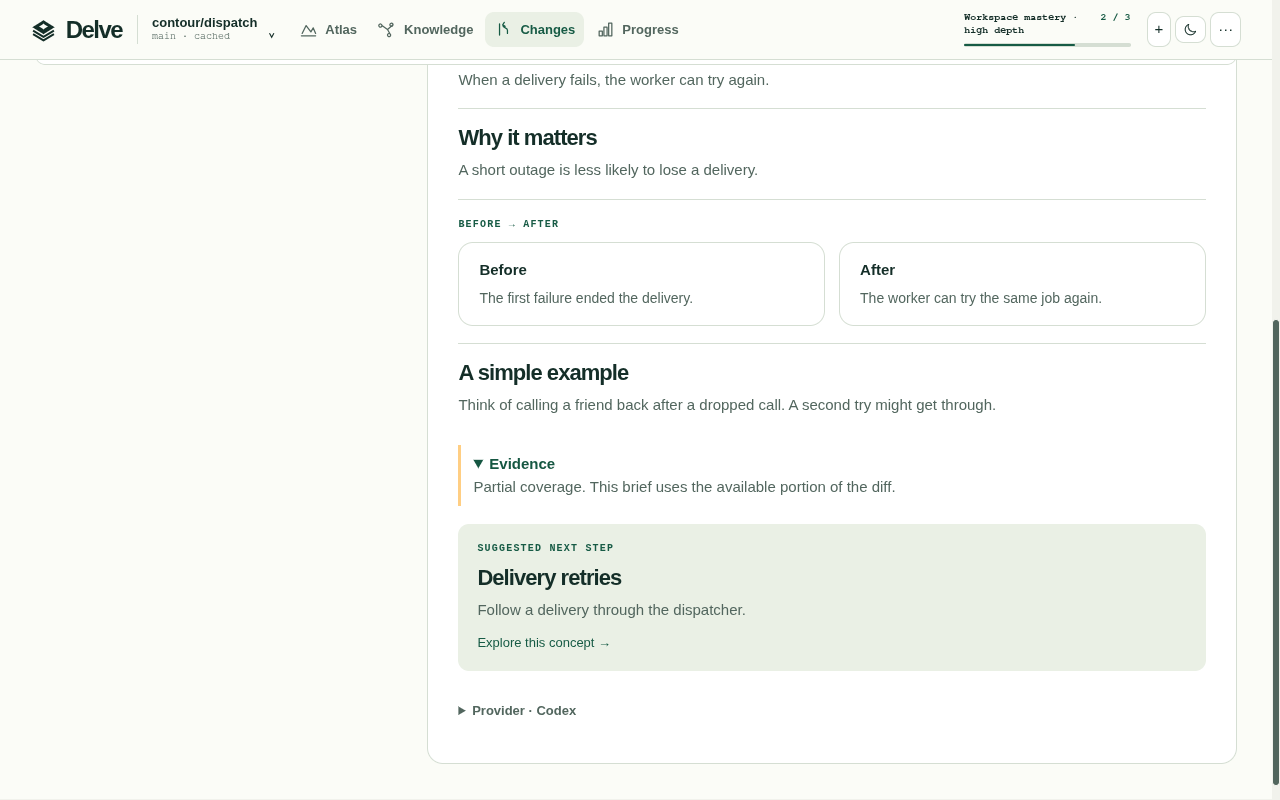 Delve
contour/dispatch
main · cached
Atlas
Knowledge
Changes
Progress
Workspace mastery · high depth
2 / 3
+
···
When a delivery fails, the worker can try again.
Why it matters
A short outage is less likely to lose a delivery.
BEFORE → AFTER
Before
The first failure ended the delivery.
After
The worker can try the same job again.
A simple example
Think of calling a friend back after a dropped call. A second try might get through.
▼ Evidence
Partial coverage. This brief uses the available portion of the diff.
SUGGESTED NEXT STEP
Delivery retries
Follow a delivery through the dispatcher.
Explore this concept →
▶ Provider · Codex